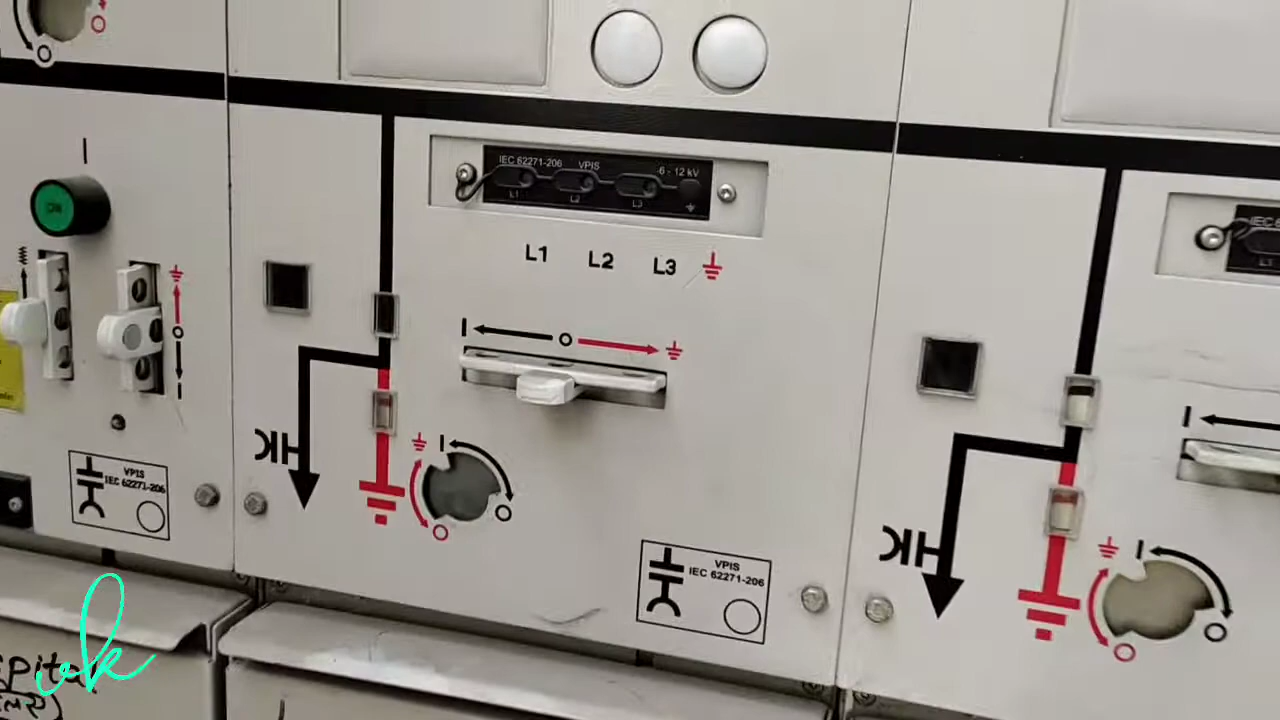 I
ON
IEC 62271-206 VPIS 6 - 12 kV
L1 L2 L3
L1 L2 L3
I O
O
I
I
O
O
VPIS
IEC 62271-206
VPIS
IEC 62271-206
I
I
O
O
O
O
vk